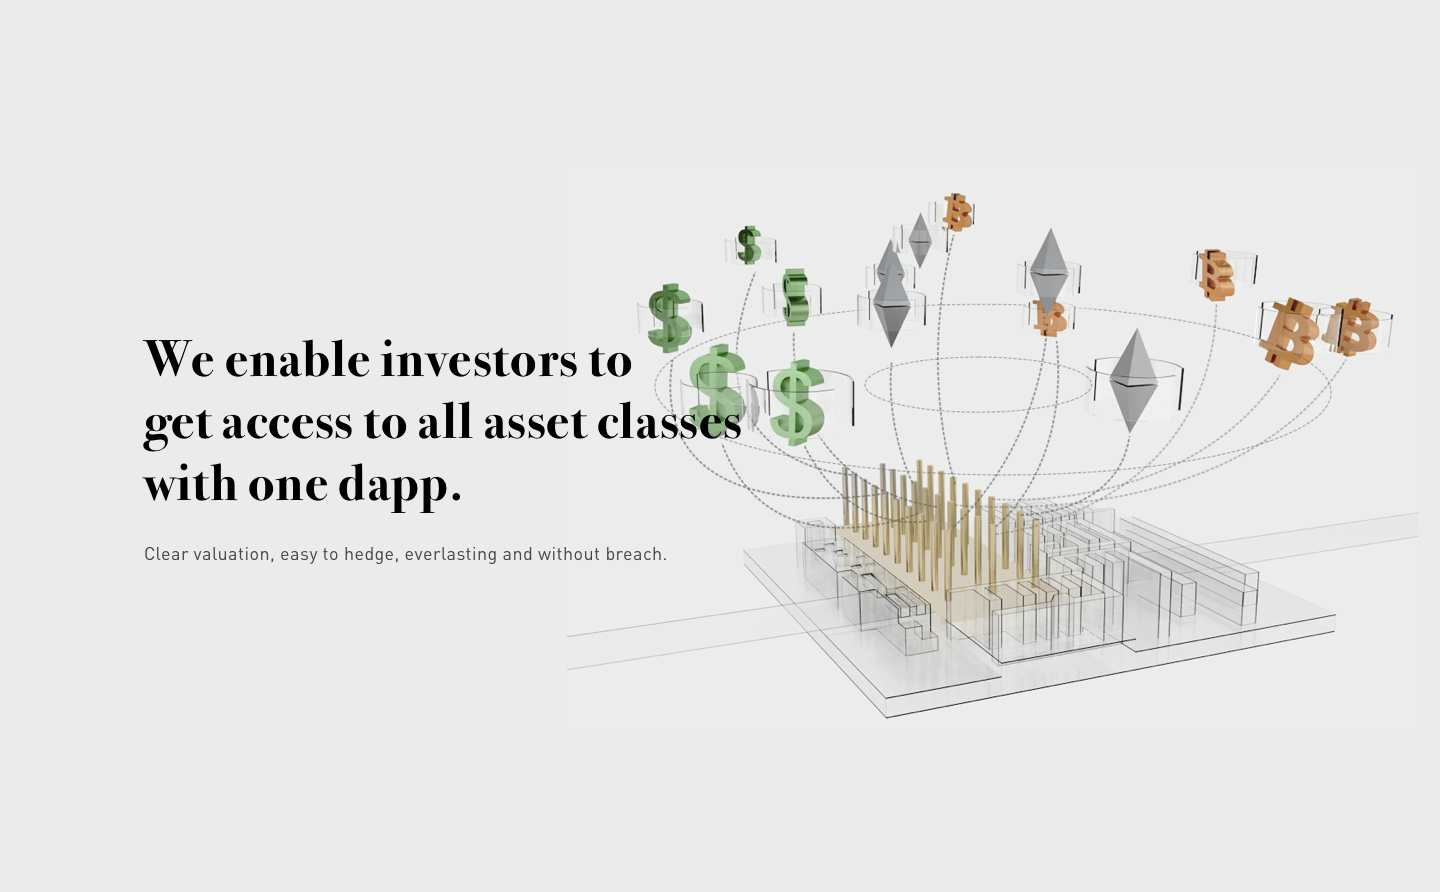 We enable investors to
get access to all asset classes
with one dapp.
Clear valuation, easy to hedge, everlasting and without breach.